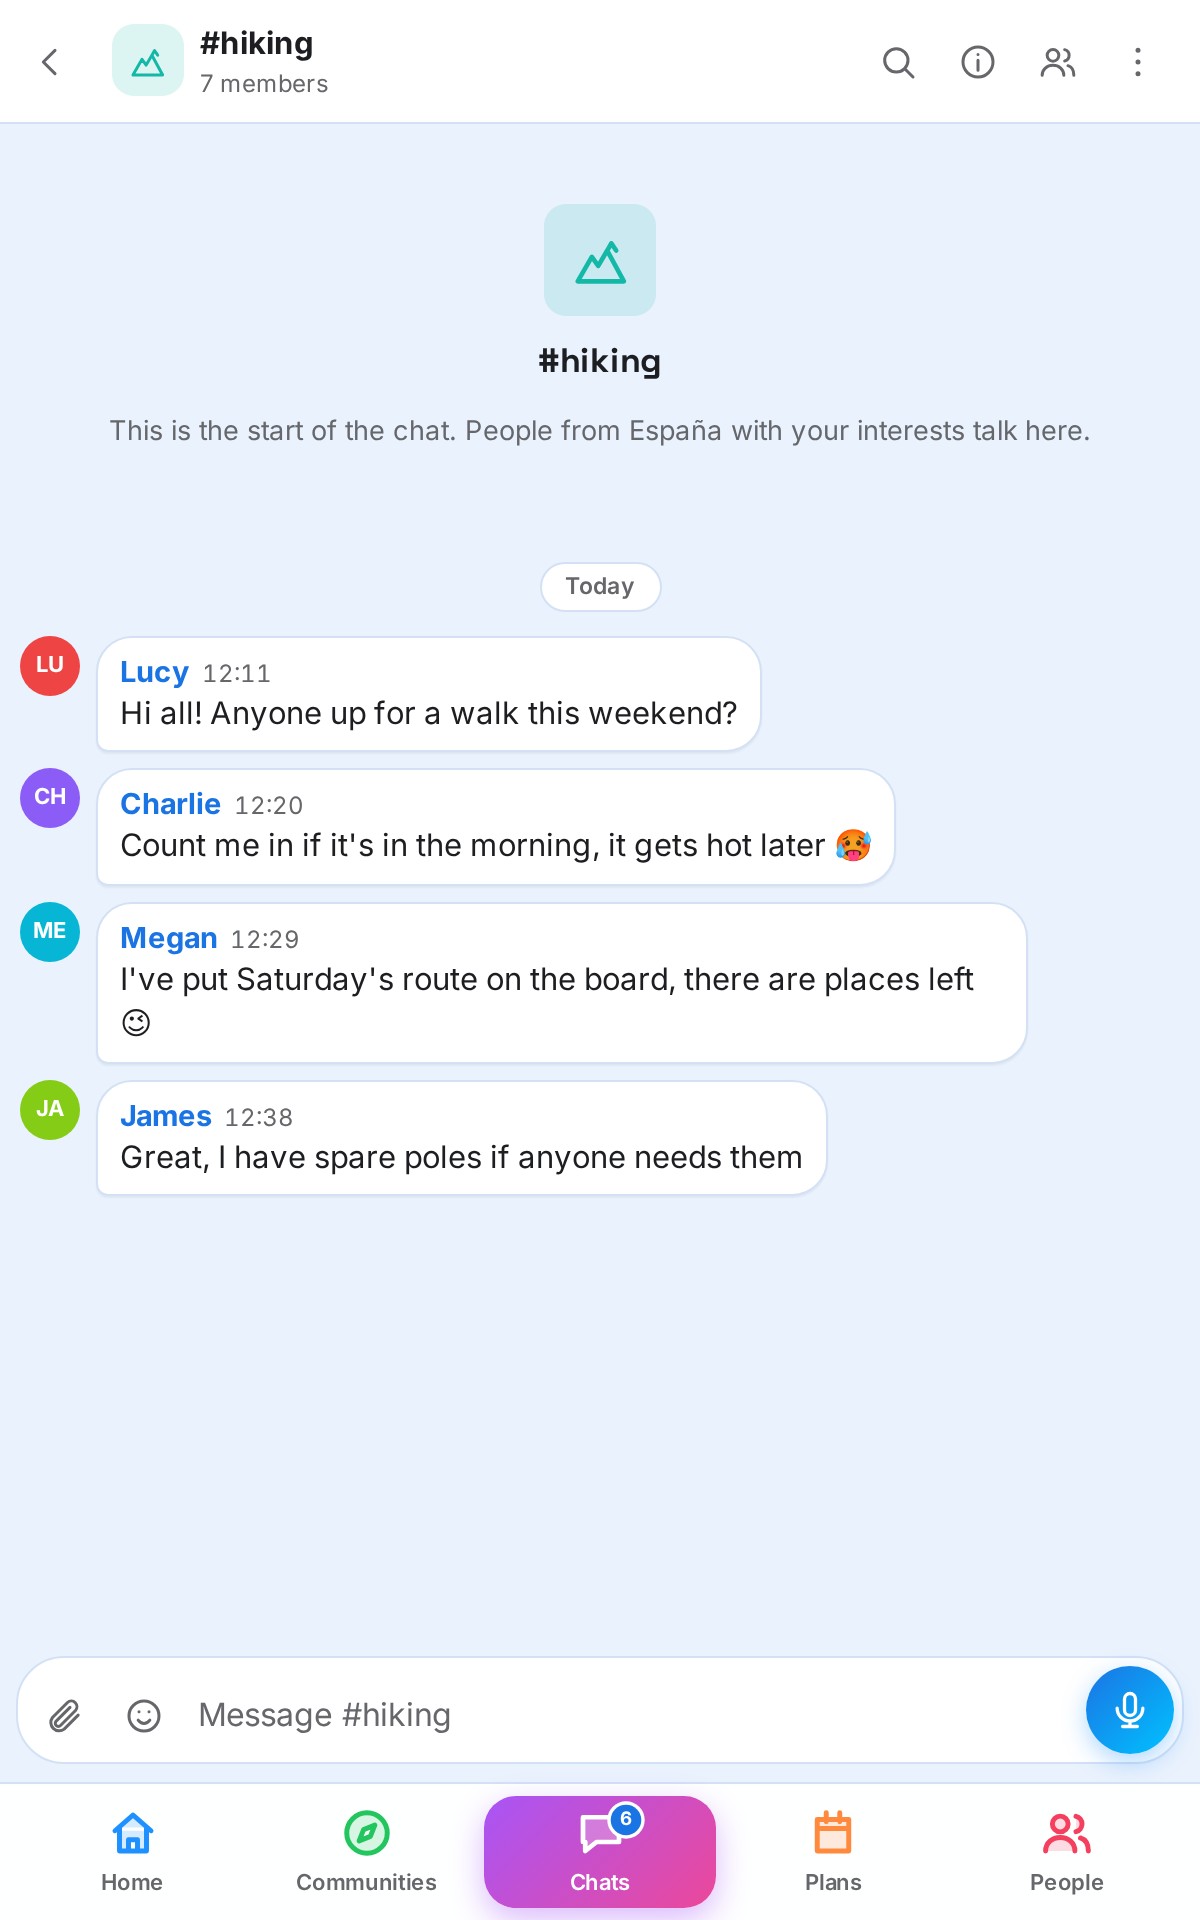 #hiking
7 members
#hiking
This is the start of the chat. People from España with your interests talk here.
Today
LU
Lucy 12:11
Hi all! Anyone up for a walk this weekend?
CH
Charlie 12:20
Count me in if it's in the morning, it gets hot later 🥵
ME
Megan 12:29
I've put Saturday's route on the board, there are places left
😉
JA
James 12:38
Great, I have spare poles if anyone needs them
Message #hiking
6
Home
Communities
Chats
Plans
People